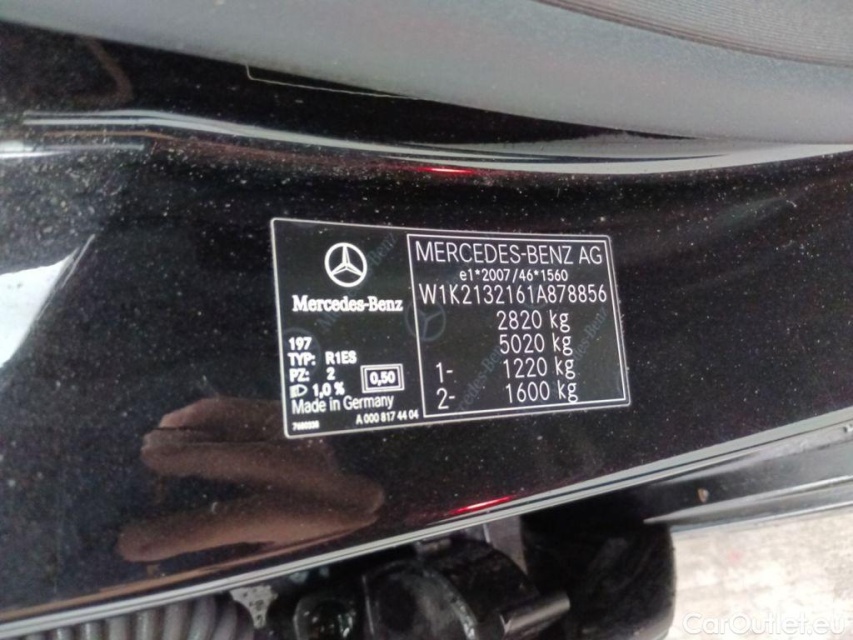 Mercedes-Benz
197
TYP: R1ES
PZ: 2
1,0 %
0,50
Made in Germany
A 000 817 44 04
MERCEDES-BENZ AG
e1*2007/46*1560
W1K2132161A878856
2820 kg
5020 kg
1- 1220 kg
2- 1600 kg
CarOutlet.eu